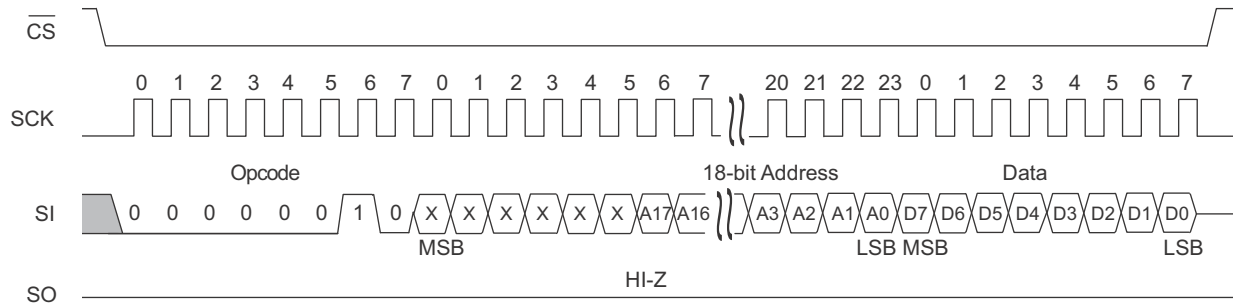 CS
0 1 2 3 4 5 6 7 0 1 2 3 4 5 6 7 20 21 22 23 0 1 2 3 4 5 6 7
SCK
Opcode 18-bit Address Data
SI 0 0 0 0 0 0 1 0 X X X X X X A17 A16 A3 A2 A1 A0 D7 D6 D5 D4 D3 D2 D1 D0
MSB LSB MSB LSB
HI-Z
SO